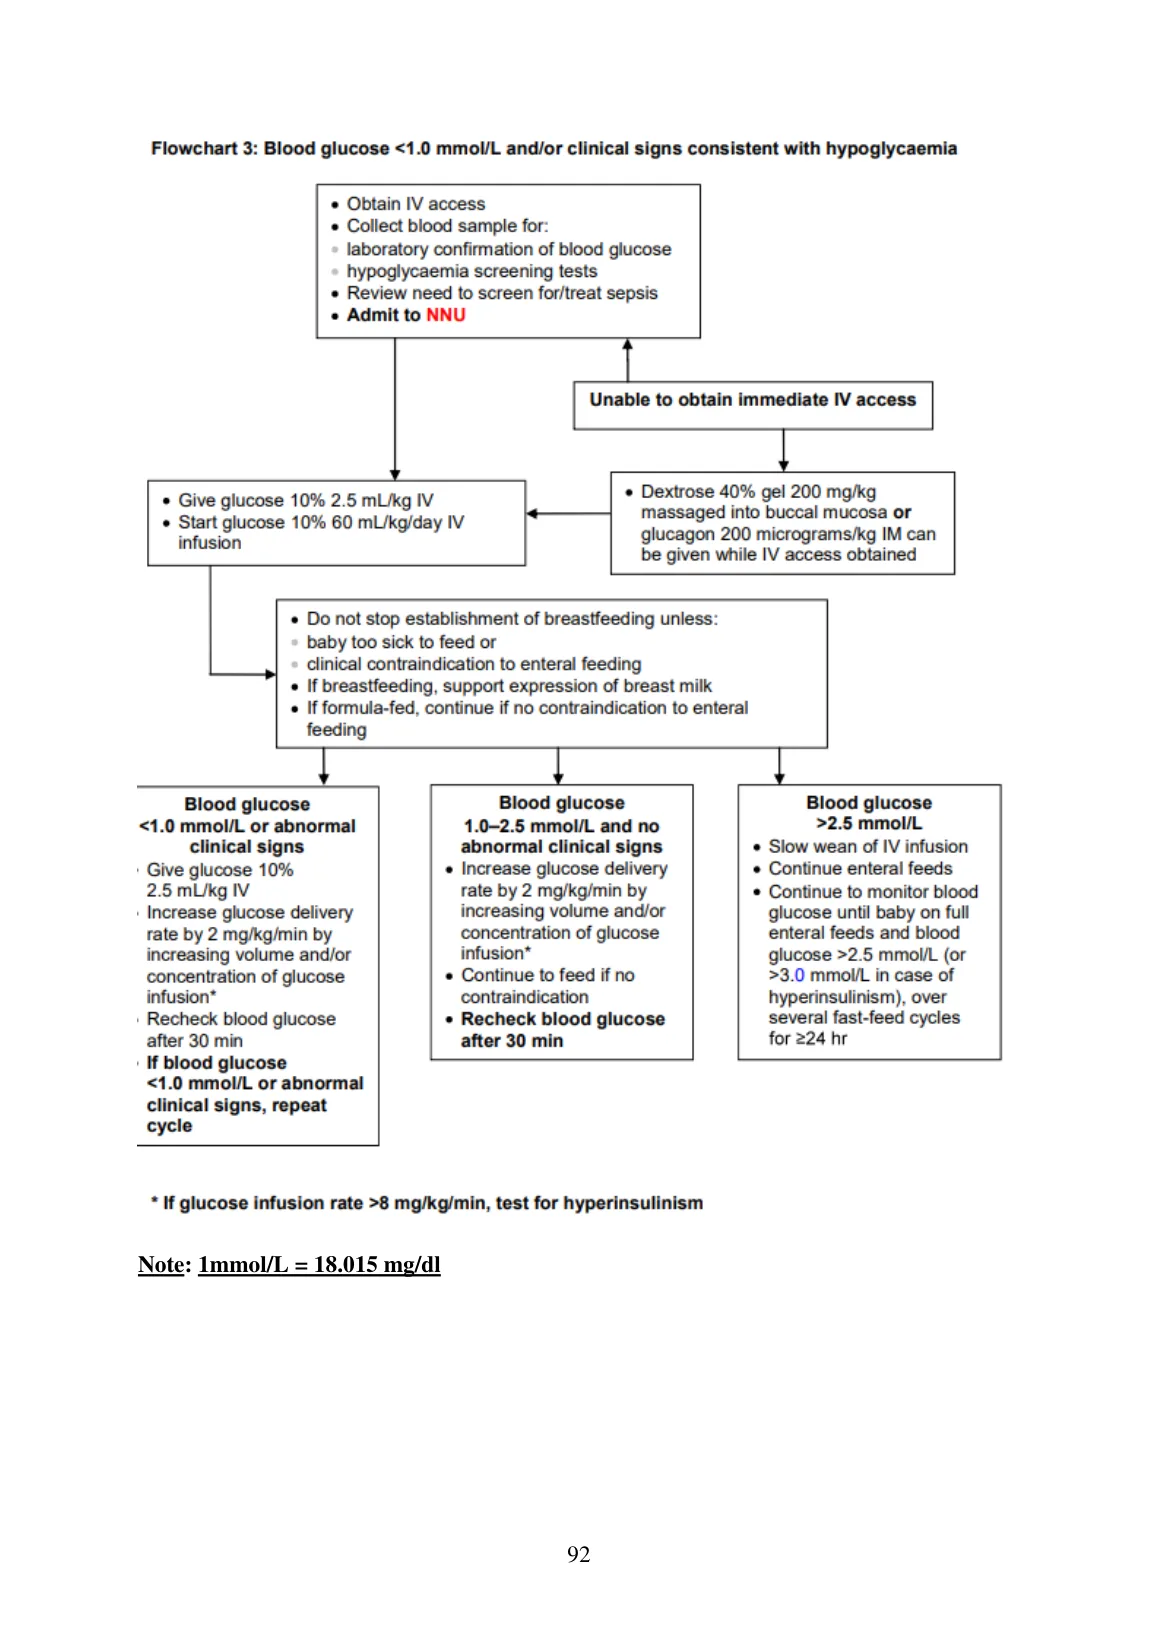 Flowchart 3: Blood glucose <1.0 mmol/L and/or clinical signs consistent with hypoglycaemia
• Obtain IV access
• Collect blood sample for:
• laboratory confirmation of blood glucose
• hypoglycaemia screening tests
• Review need to screen for/treat sepsis
• Admit to NNU
Unable to obtain immediate IV access
• Dextrose 40% gel 200 mg/kg
massaged into buccal mucosa or
glucagon 200 micrograms/kg IM can
be given while IV access obtained
• Give glucose 10% 2.5 mL/kg IV
• Start glucose 10% 60 mL/kg/day IV
infusion
• Do not stop establishment of breastfeeding unless:
• baby too sick to feed or
• clinical contraindication to enteral feeding
• If breastfeeding, support expression of breast milk
• If formula-fed, continue if no contraindication to enteral
feeding
Blood glucose
<1.0 mmol/L or abnormal
clinical signs
• Give glucose 10%
2.5 mL/kg IV
• Increase glucose delivery
rate by 2 mg/kg/min by
increasing volume and/or
concentration of glucose
infusion*
• Recheck blood glucose
after 30 min
• If blood glucose
<1.0 mmol/L or abnormal
clinical signs, repeat
cycle
Blood glucose
1.0–2.5 mmol/L and no
abnormal clinical signs
• Increase glucose delivery
rate by 2 mg/kg/min by
increasing volume and/or
concentration of glucose
infusion*
• Continue to feed if no
contraindication
• Recheck blood glucose
after 30 min
Blood glucose
>2.5 mmol/L
• Slow wean of IV infusion
• Continue enteral feeds
• Continue to monitor blood
glucose until baby on full
enteral feeds and blood
glucose >2.5 mmol/L (or
>3.0 mmol/L in case of
hyperinsulinism), over
several fast-feed cycles
for ≥24 hr
* If glucose infusion rate >8 mg/kg/min, test for hyperinsulinism
Note: 1mmol/L = 18.015 mg/dl
92